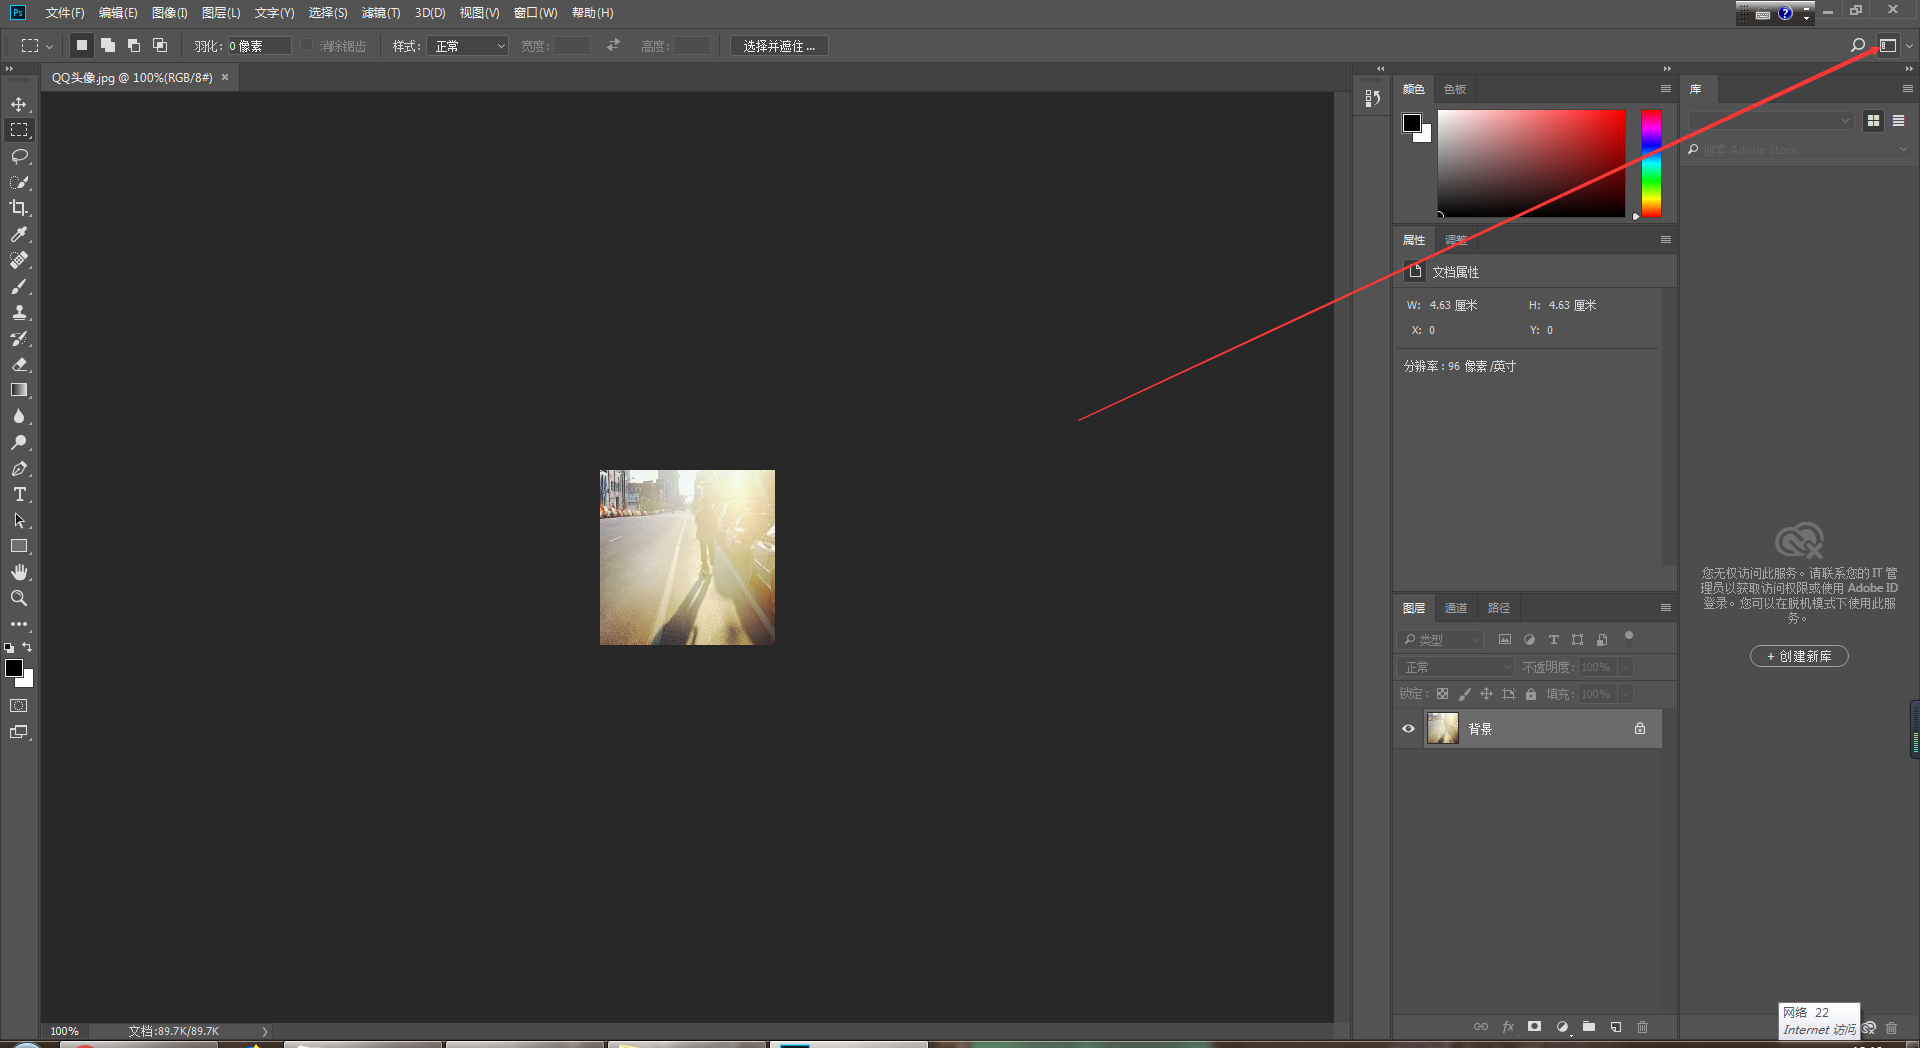 Ps 文件(F) 编辑(E) 图像(I) 图层(L) 文字(Y) 选择(S) 滤镜(T) 3D(D) 视图(V) 窗口(W) 帮助(H)
羽化: 0 像素 消除锯齿 样式: 正常 宽度: 高度: 选择并遮住 ...
QQ头像.jpg @ 100%(RGB/8#) ×
颜色 色板
库
搜索 Adobe Stock
属性 调整
文档属性
W: 4.63 厘米 H: 4.63 厘米
X: 0 Y: 0
分辨率 : 96 像素 /英寸
您无权访问此服务。请联系您的 IT 管
理员以获取访问权限或使用 Adobe ID
登录。您可以在脱机模式下使用此服
务。
+ 创建新库
图层 通道 路径
类型
正常 不透明度: 100%
锁定: 填充: 100%
背景
fx
100% 文档:89.7K/89.7K
网络 22
Internet 访问